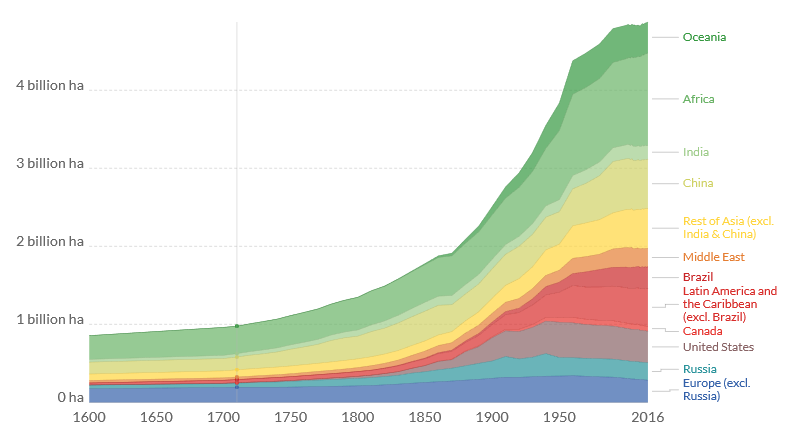 4 billion ha
3 billion ha
2 billion ha
1 billion ha
0 ha
1600
1650
1700
1750
1800
1850
1900
1950
2016
Oceania
Africa
India
China
Rest of Asia (excl.
India & China)
Middle East
Brazil
Latin America and
the Caribbean
(excl. Brazil)
Canada
United States
Russia
Europe (excl.
Russia)